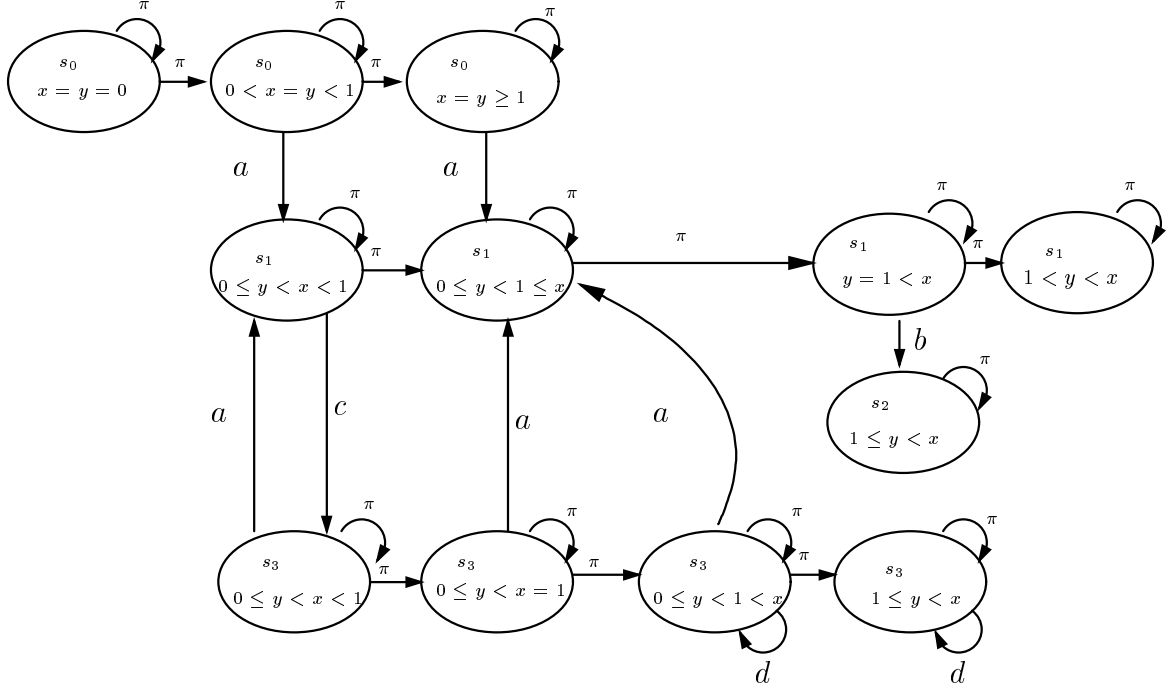 π π π
s₀ s₀ s₀
x = y = 0 π 0 < x = y < 1 π x = y ≥ 1
a a
π π π π
s₁ π s₁ π s₁ π s₁
0 ≤ y < x < 1 0 ≤ y < 1 ≤ x y = 1 < x 1 < y < x
b
π
s₂
1 ≤ y < x
a c a a
π π π π
s₃ π s₃ π s₃ π s₃
0 ≤ y < x < 1 0 ≤ y < x = 1 0 ≤ y < 1 < x 1 ≤ y < x
d d